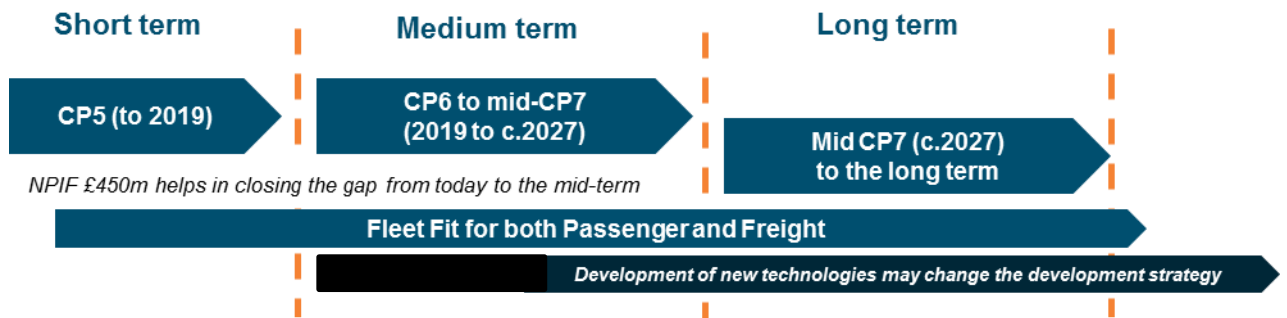 Short term
Medium term
Long term
CP5 (to 2019)
CP6 to mid-CP7
(2019 to c.2027)
Mid CP7 (c.2027)
to the long term
NPIF £450m helps in closing the gap from today to the mid-term
Fleet Fit for both Passenger and Freight
Development of new technologies may change the development strategy